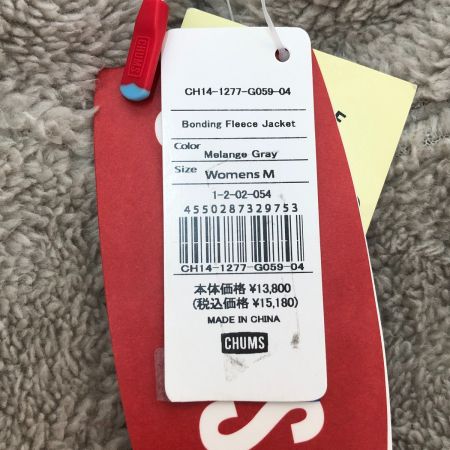 CHUMS
CH14-1277-G059-04
Bonding Fleece Jacket
Color
Melange Gray
Size
Womens M
1-2-02-054
4550287329753
CH14-1277-G059-04
本体価格 ¥13,800
(税込価格 ¥15,180)
MADE IN CHINA
CHUMS
S